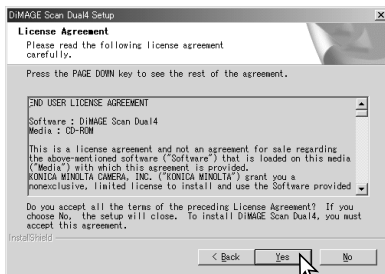 DiMAGE Scan Dual4 Setup
License Agreement
Please read the following license agreement
carefully.
Press the PAGE DOWN key to see the rest of the agreement.
END USER LICENSE AGREEMENT
Software : DiMAGE Scan Dual4
Media : CD-ROM
This is a license agreement and not an agreement for sale regarding
the above-mentioned software ("Software") that is loaded on this media
("Media") with which this agreement is provided.
KONICA MINOLTA CAMERA, INC. ("KONICA MINOLTA") grant you a
nonexclusive, limited license to install and use the Software provided
Do you accept all the terms of the preceding License Agreement? If you
choose No, the setup will close. To install DiMAGE Scan Dual4, you must
accept this agreement.
InstallShield
< Back Yes No